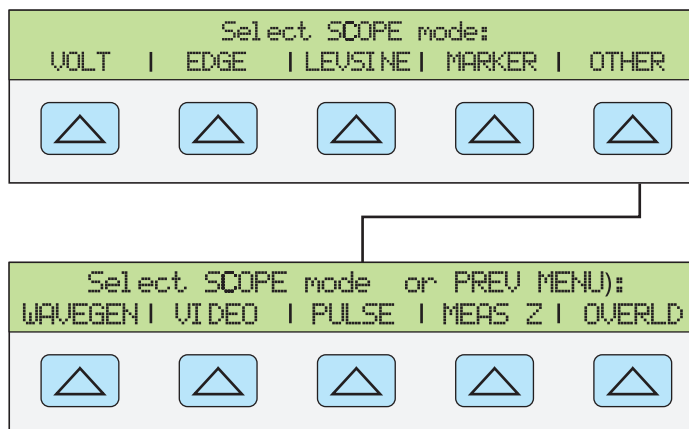 Select SCOPE mode:
VOLT | EDGE | LEVSINE | MARKER | OTHER
Select SCOPE mode or PREV MENU):
WAVEGEN | VIDEO | PULSE | MEAS Z | OVERLD